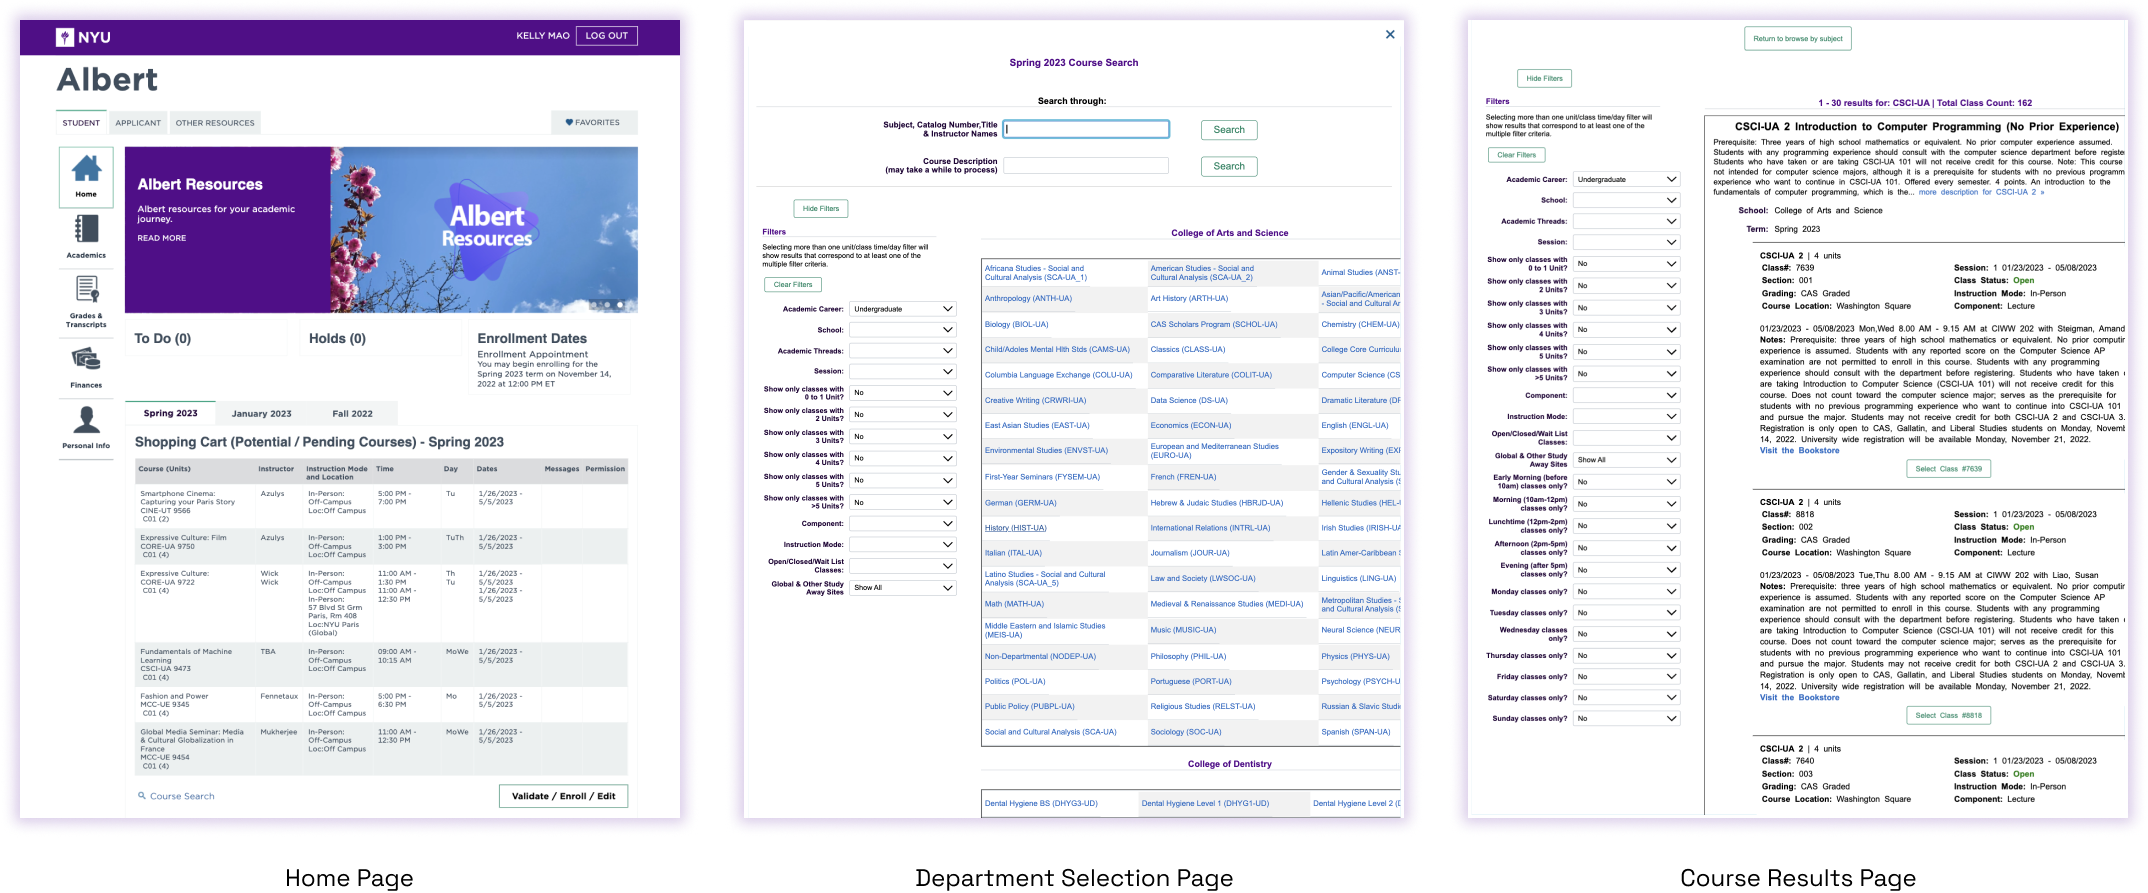 NYU
KELLY MAO
LOG OUT
Albert
STUDENT
APPLICANT
OTHER RESOURCES
FAVORITES
Home
Academics
Grades &
Transcripts
Finances
Personal Info
Albert Resources
Albert resources for your academic
journey.
READ MORE
Albert
Resources
To Do (0)
Holds (0)
Enrollment Dates
Enrollment Appointment
You may begin enrolling for the
Spring 2023 term on November 14,
2022 at 12:00 PM ET
Spring 2023
January 2023
Fall 2022
Shopping Cart (Potential / Pending Courses) - Spring 2023
Course (Units)
Instructor
Instruction Mode
and Location
Time
Day
Dates
Messages
Permission
Smartphone Cinema:
Capturing your Paris Story
CINE-UT 9566
C01 (2)
Azulys
In-Person:
Off-Campus
Loc:Off Campus
5:00 PM -
7:00 PM
Tu
1/26/2023 -
5/5/2023
Expressive Culture: Film
CORE-UA 9750
C01 (4)
Azulys
In-Person:
Off-Campus
Loc:Off Campus
1:00 PM -
3:00 PM
TuTh
1/26/2023 -
5/5/2023
Expressive Culture:
CORE-UA 9722
C01 (4)
Wick
Wick
In-Person:
Off-Campus
Loc:Off Campus
In-Person:
57 Blvd St Grm
Paris, Rm 408
Loc:NYU Paris
(Global)
11:00 AM -
1:30 PM
11:00 AM -
12:30 PM
Th
Tu
1/26/2023 -
5/5/2023
1/26/2023 -
5/5/2023
Fundamentals of Machine
Learning
CSCI-UA 9473
C01 (4)
TBA
In-Person:
Off-Campus
Loc:Off Campus
09:00 AM -
10:15 AM
MoWe
1/26/2023 -
5/5/2023
Fashion and Power
MCC-UE 9345
C01 (4)
Fennetaux
In-Person:
Off-Campus
Loc:Off Campus
5:00 PM -
6:30 PM
Mo
1/26/2023 -
5/5/2023
Global Media Seminar: Media
& Cultural Globalization in
France
MCC-UE 9454
C01 (4)
Mukherjee
In-Person:
Off-Campus
Loc:Off Campus
11:00 AM -
12:30 PM
MoWe
1/26/2023 -
5/5/2023
Course Search
Validate / Enroll / Edit
Home Page
Spring 2023 Course Search
Search through:
Subject, Catalog Number,Title
& Instructor Names
Search
Course Description
(may take a while to process)
Search
Hide Filters
Filters
Selecting more than one unit/class time/day filter will
show results that correspond to at least one of the
multiple filter criteria.
Clear Filters
Academic Career: Undergraduate
School:
Academic Threads:
Session:
Show only classes with
0 to 1 Unit? No
Show only classes with
2 Units? No
Show only classes with
3 Units? No
Show only classes with
4 Units? No
Show only classes with
5 Units? No
Show only classes with
>5 Units? No
Component:
Instruction Mode:
Open/Closed/Wait List
Classes:
Global & Other Study
Away Sites Show All
College of Arts and Science
Africana Studies - Social and
Cultural Analysis (SCA-UA_1)
American Studies - Social and
Cultural Analysis (SCA-UA_2)
Animal Studies (ANST-
Anthropology (ANTH-UA)
Art History (ARTH-UA)
Asian/Pacific/American
- Social and Cultural Ar
Biology (BIOL-UA)
CAS Scholars Program (SCHOL-UA)
Chemistry (CHEM-UA)
Child/Adoles Mental Hlth Stds (CAMS-UA)
Classics (CLASS-UA)
College Core Curriculu
Columbia Language Exchange (COLU-UA)
Comparative Literature (COLIT-UA)
Computer Science (CS
Creative Writing (CRWRI-UA)
Data Science (DS-UA)
Dramatic Literature (DR
East Asian Studies (EAST-UA)
Economics (ECON-UA)
English (ENGL-UA)
Environmental Studies (ENVST-UA)
European and Mediterranean Studies
(EURO-UA)
Expository Writing (EXI
First-Year Seminars (FYSEM-UA)
French (FREN-UA)
Gender & Sexuality Stu
and Cultural Analysis (S
German (GERM-UA)
Hebrew & Judaic Studies (HBRJD-UA)
Hellenic Studies (HEL-
History (HIST-UA)
International Relations (INTRL-UA)
Irish Studies (IRISH-UA
Italian (ITAL-UA)
Journalism (JOUR-UA)
Latin Amer-Caribbean S
Latino Studies - Social and Cultural
Analysis (SCA-UA_5)
Law and Society (LWSOC-UA)
Linguistics (LING-UA)
Math (MATH-UA)
Medieval & Renaissance Studies (MEDI-UA)
Metropolitan Studies - S
and Cultural Analysis (S
Middle Eastern and Islamic Studies
(MEIS-UA)
Music (MUSIC-UA)
Neural Science (NEUR
Non-Departmental (NODEP-UA)
Philosophy (PHIL-UA)
Physics (PHYS-UA)
Politics (POL-UA)
Portuguese (PORT-UA)
Psychology (PSYCH-U
Public Policy (PUBPL-UA)
Religious Studies (RELST-UA)
Russian & Slavic Studi
Social and Cultural Analysis (SCA-UA)
Sociology (SOC-UA)
Spanish (SPAN-UA)
College of Dentistry
Dental Hygiene BS (DHYG3-UD)
Dental Hygiene Level 1 (DHYG1-UD)
Dental Hygiene Level 2 (D
Department Selection Page
Return to browse by subject
Hide Filters
Filters
Selecting more than one unit/class time/day filter will
show results that correspond to at least one of the
multiple filter criteria.
Clear Filters
Academic Career: Undergraduate
School:
Academic Threads:
Session:
Show only classes with
0 to 1 Unit? No
Show only classes with
2 Units? No
Show only classes with
3 Units? No
Show only classes with
4 Units? No
Show only classes with
5 Units? No
Show only classes with
>5 Units? No
Component:
Instruction Mode:
Open/Closed/Wait List
Classes:
Global & Other Study
Away Sites Show All
Early Morning (before
10am) classes only? No
Morning (10am-12pm)
classes only? No
Lunchtime (12pm-2pm)
classes only? No
Afternoon (2pm-5pm)
classes only? No
Evening (after 5pm)
classes only? No
Monday classes only? No
Tuesday classes only? No
Wednesday classes
only? No
Thursday classes only? No
Friday classes only? No
Saturday classes only? No
Sunday classes only? No
1 - 30 results for: CSCI-UA | Total Class Count: 162
CSCI-UA 2 Introduction to Computer Programming (No Prior Experience)
Prerequisite: Three years of high school mathematics or equivalent. No prior computer experience assumed.
Students with any programming experience should consult with the computer science department before registe
Students who have taken or are taking CSCI-UA 101 will not receive credit for this course. Note: This course
not intended for computer science majors, although it is a prerequisite for students with no previous programm
experience who want to continue in CSCI-UA 101. Offered every semester. 4 points. An introduction to the
fundamentals of computer programming, which is the... more description for CSCI-UA 2 »
School: College of Arts and Science
Term: Spring 2023
CSCI-UA 2 | 4 units
Class#: 7639
Session: 1 01/23/2023 - 05/08/2023
Section: 001
Class Status: Open
Grading: CAS Graded
Instruction Mode: In-Person
Course Location: Washington Square
Component: Lecture
01/23/2023 - 05/08/2023 Mon,Wed 8.00 AM - 9.15 AM at CIWW 202 with Steigman, Amand
Notes: Prerequisite: three years of high school mathematics or equivalent. No prior computir
experience is assumed. Students with any reported score on the Computer Science AP
examination are not permitted to enroll in this course. Students with any programming
experience should consult with the department before registering. Students who have taken
are taking Introduction to Computer Science (CSCI-UA 101) will not receive credit for this
course. Does not count toward the computer science major; serves as the prerequisite for
students with no previous programming experience who want to continue into CSCI-UA 101
and pursue the major. Students may not receive credit for both CSCI-UA 2 and CSCI-UA 3.
Registration is only open to CAS, Gallatin, and Liberal Studies students on Monday, Novemb
14, 2022. University wide registration will be available Monday, November 21, 2022.
Visit the Bookstore
Select Class #7639
CSCI-UA 2 | 4 units
Class#: 8818
Session: 1 01/23/2023 - 05/08/2023
Section: 002
Class Status: Open
Grading: CAS Graded
Instruction Mode: In-Person
Course Location: Washington Square
Component: Lecture
01/23/2023 - 05/08/2023 Tue,Thu 8.00 AM - 9.15 AM at CIWW 202 with Liao, Susan
Notes: Prerequisite: three years of high school mathematics or equivalent. No prior computir
experience is assumed. Students with any reported score on the Computer Science AP
examination are not permitted to enroll in this course. Students with any programming
experience should consult with the department before registering. Students who have taken
are taking Introduction to Computer Science (CSCI-UA 101) will not receive credit for this
course. Does not count toward the computer science major; serves as the prerequisite for
students with no previous programming experience who want to continue into CSCI-UA 101
and pursue the major. Students may not receive credit for both CSCI-UA 2 and CSCI-UA 3.
Registration is only open to CAS, Gallatin, and Liberal Studies students on Monday, Novemb
14, 2022. University wide registration will be available Monday, November 21, 2022.
Visit the Bookstore
Select Class #8818
CSCI-UA 2 | 4 units
Class#: 7640
Session: 1 01/23/2023 - 05/08/2023
Section: 003
Class Status: Open
Grading: CAS Graded
Instruction Mode: In-Person
Course Location: Washington Square
Component: Lecture
Course Results Page